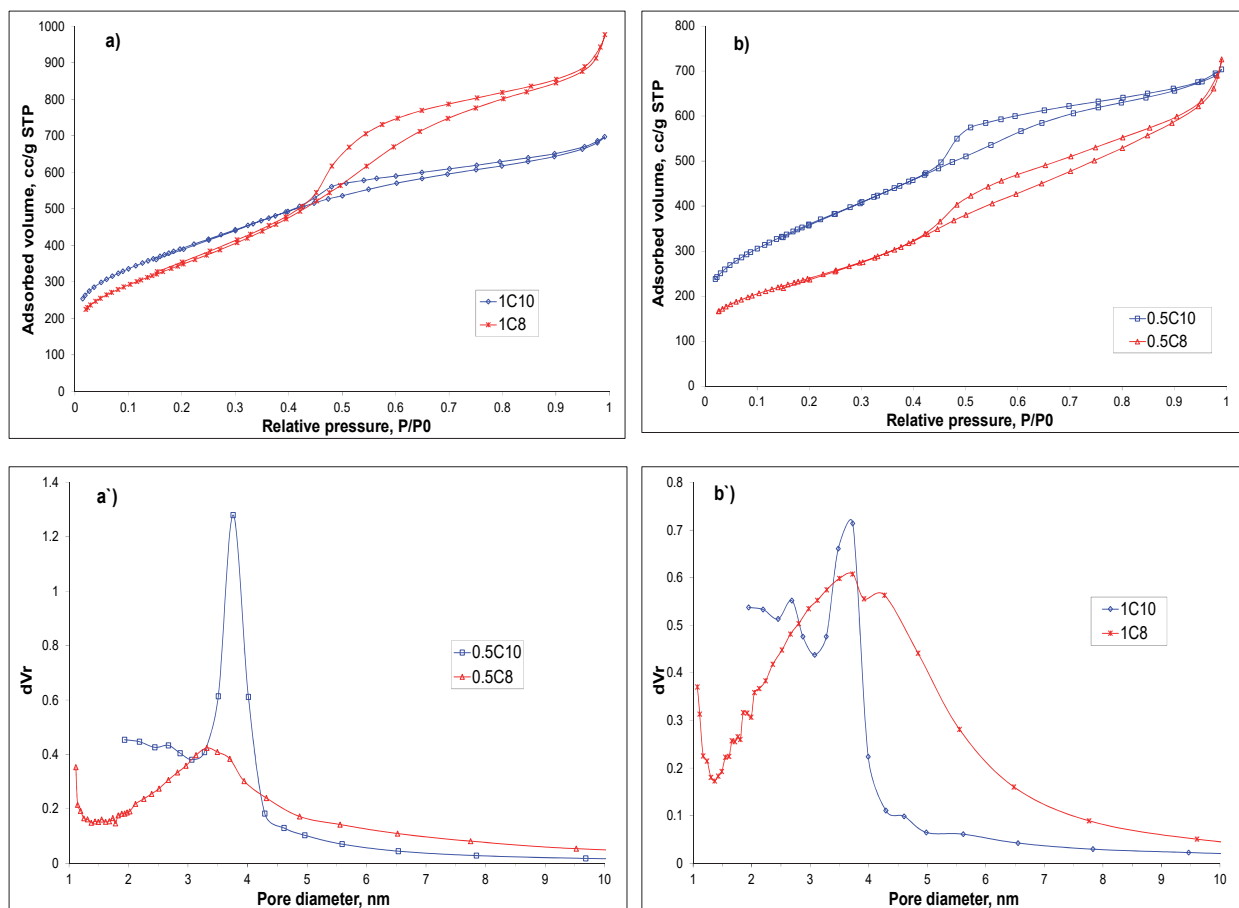 a)
1000
900
800
700
600
500
400
300
200
100
0
Adsorbed volume, cc/g STP
1C10
1C8
0 0.1 0.2 0.3 0.4 0.5 0.6 0.7 0.8 0.9 1
Relative pressure, P/P0
b)
800
700
600
500
400
300
200
100
0
Adsorbed volume, cc/g STP
0.5C10
0.5C8
0 0.1 0.2 0.3 0.4 0.5 0.6 0.7 0.8 0.9 1
Relative pressure, P/P0
a`)
1.4
1.2
1
0.8
0.6
0.4
0.2
0
dVr
0.5C10
0.5C8
1 2 3 4 5 6 7 8 9 10
Pore diameter, nm
b`)
0.8
0.7
0.6
0.5
0.4
0.3
0.2
0.1
0
dVr
1C10
1C8
1 2 3 4 5 6 7 8 9 10
Pore diameter, nm